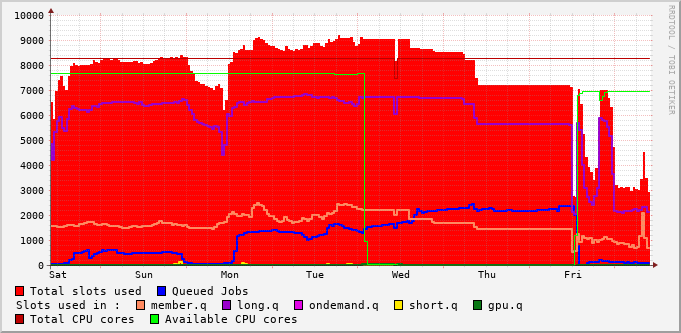 10000
9000
8000
7000
6000
5000
4000
3000
2000
1000
0
Sat Sun Mon Tue Wed Thu Fri
RRDTOOL / TOBI OETIKER
Total slots used Queued Jobs
Slots used in : member.q long.q ondemand.q short.q gpu.q
Total CPU cores Available CPU cores